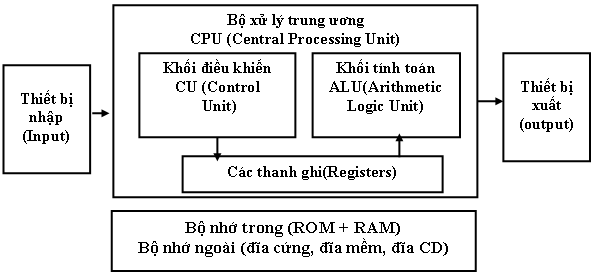 Bộ xử lý trung ương
CPU (Central Processing Unit)
Thiết bị
nhập
(Input)
Khối điều khiến
CU (Control
Unit)
Khối tính toán
ALU(Arithmetic
Logic Unit)
Các thanh ghi(Registers)
Thiết bị
xuất
(output)
Bộ nhớ trong (ROM + RAM)
Bộ nhớ ngoài (đĩa cứng, đĩa mềm, đĩa CD)